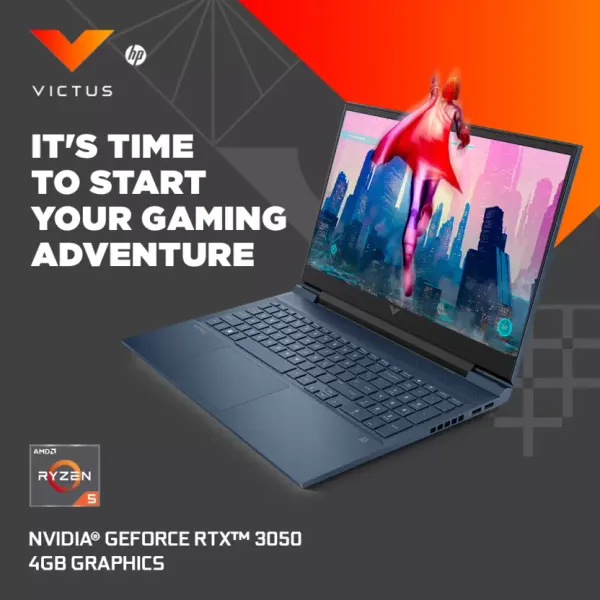 VICTUS
hp
IT'S TIME
TO START
YOUR GAMING
ADVENTURE
AMD
RYZEN
5
NVIDIA® GEFORCE RTX™ 3050
4GB GRAPHICS